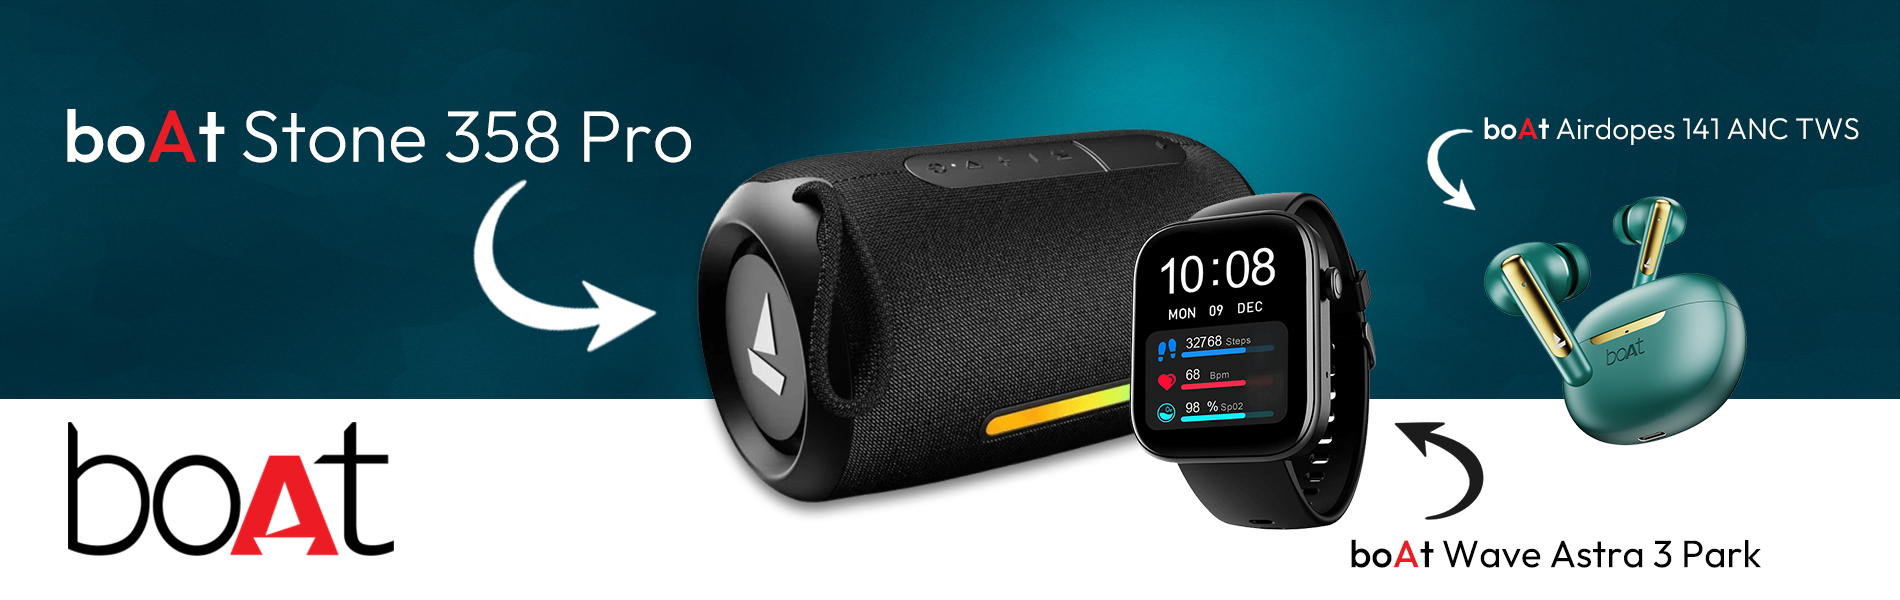 boAt Stone 358 Pro
boAt Airdopes 141 ANC TWS
10:08
MON 09 DEC
32768 Steps
68 Bpm
98 % SpO2
boAt
boAt
boAt Wave Astra 3 Park